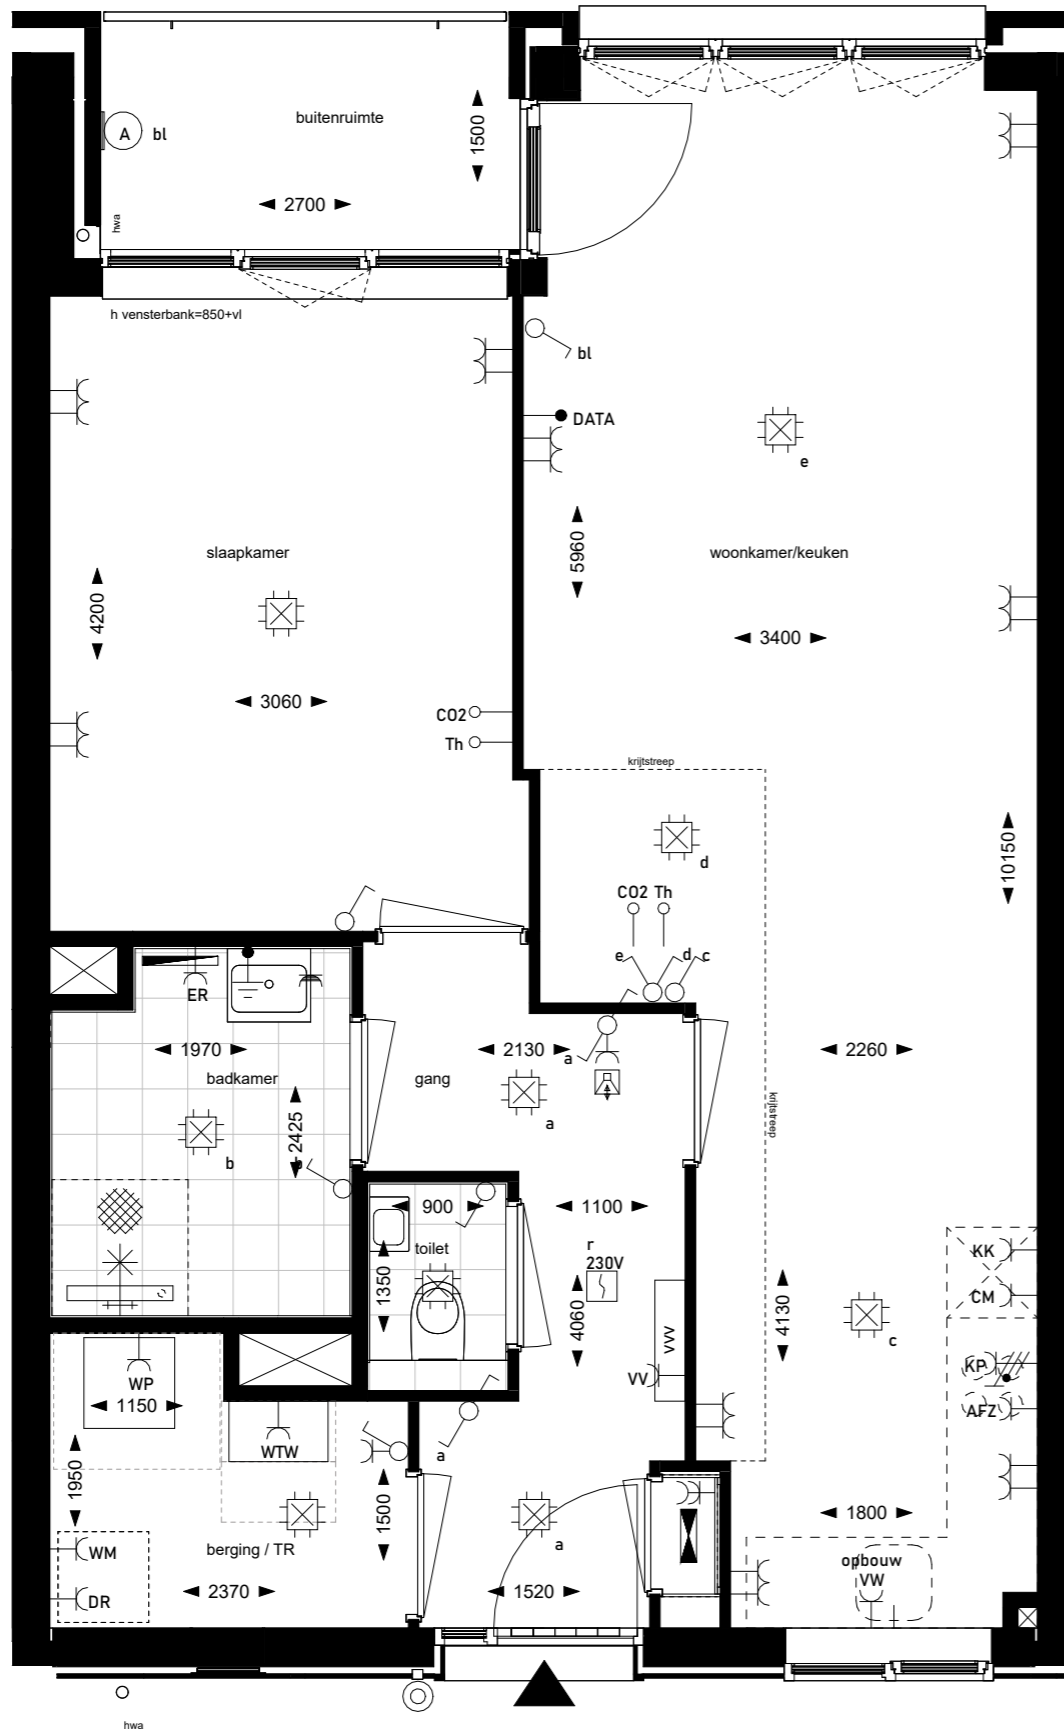 buitenruimte
A bl
1500
2700
hwa
h vensterbank=850+vl
bl
DATA
e
slaapkamer
5960
woonkamer/keuken
4200
3400
3060
CO2
Th
krijtstreep
d
10150
CO2 Th
e d c
ER
1970
2130
2260
badkamer
gang
a
a
b
2425
krijtstreep
900
1100
toilet
r
230V
1350
4060
4130
VVV
VV
KK
CM
c
KP
AFZ
WP
1150
WTW
a
1950
1500
1800
a
berging / TR
WM
DR
2370
1520
opbouw
VW
hwa